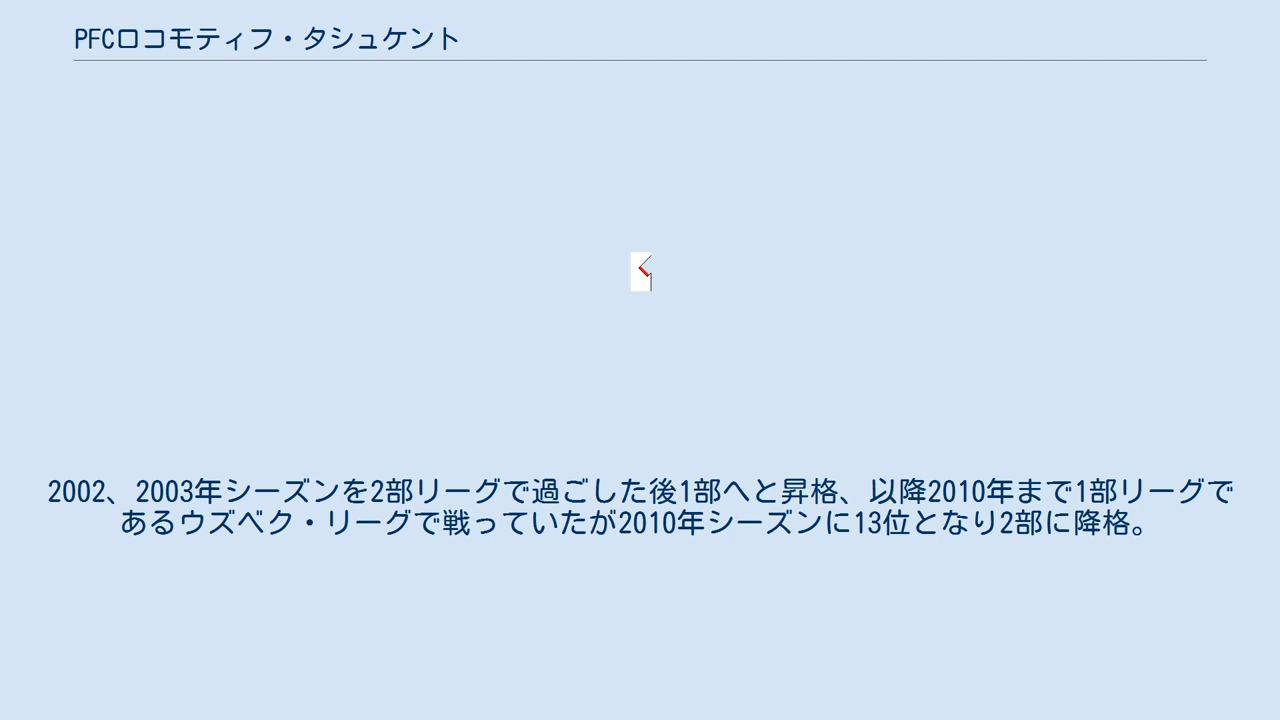 PFCロコモティフ・タシュケント
2002、2003年シーズンを2部リーグで過ごした後1部へと昇格、以降2010年まで1部リーグで
あるウズベク・リーグで戦っていたが2010年シーズンに13位となり2部に降格。